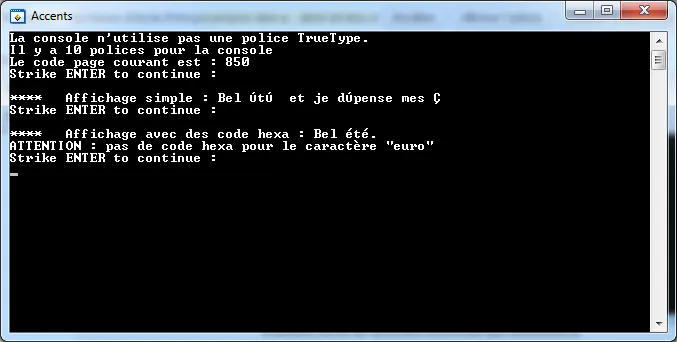 Accents
La console n'utilise pas une police TrueType.
Il y a 10 polices pour la console
Le code page courant est : 850
Strike ENTER to continue :
****   Affichage simple : Bel ÚtÚ  et je dÚpense mes Ç
Strike ENTER to continue :
****   Affichage avec des code hexa : Bel été.
ATTENTION : pas de code hexa pour le caractère "euro"
Strike ENTER to continue :